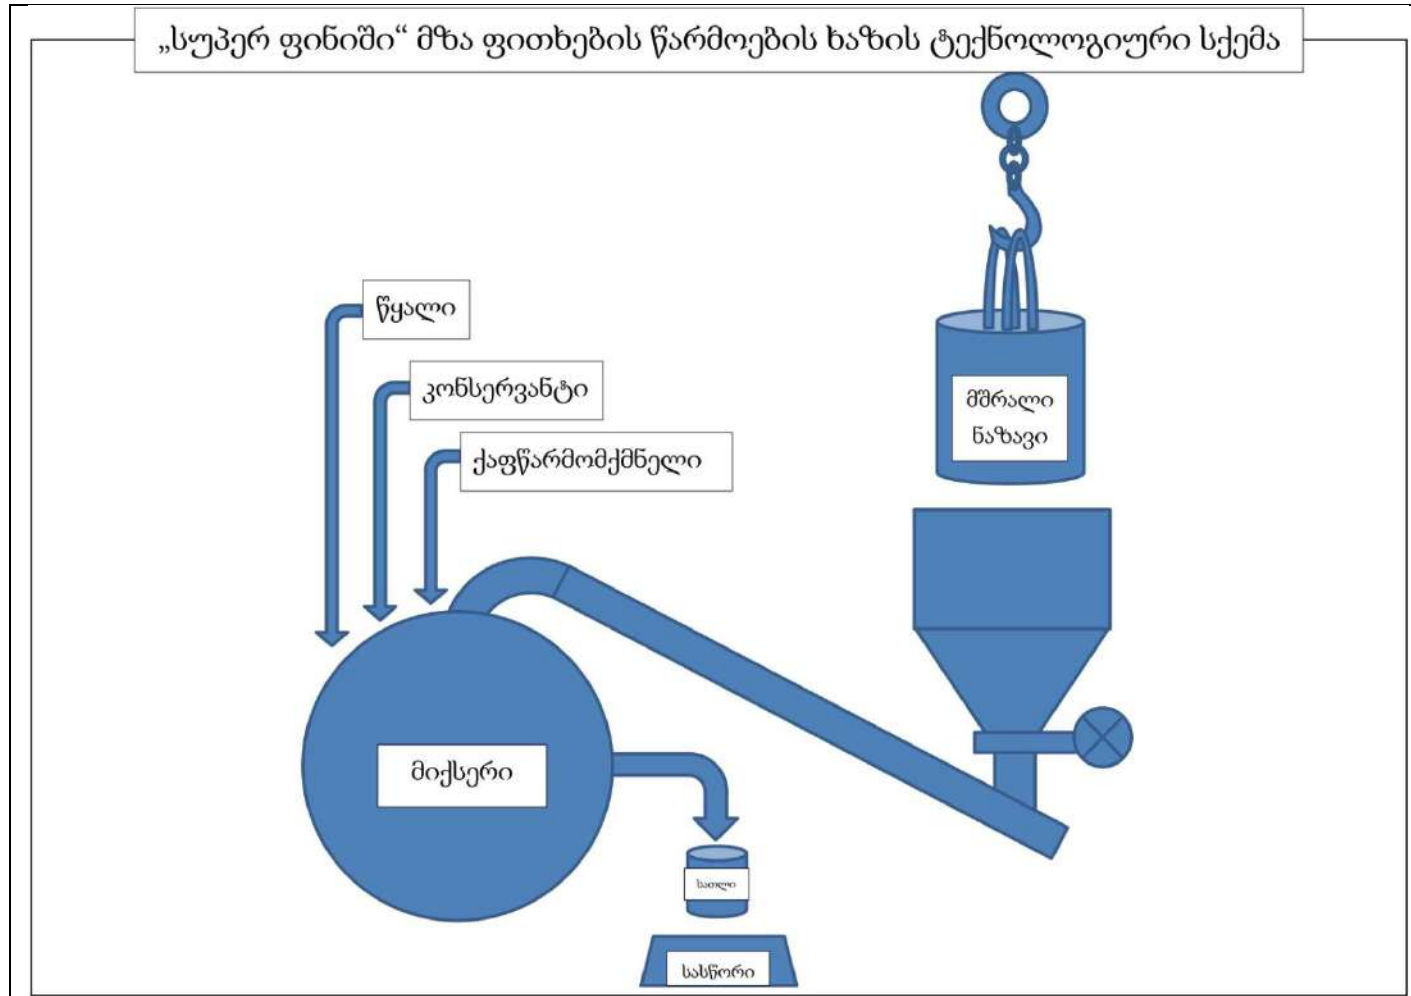 „სუპერ ფინიში“ მზა ფითხების წარმოების ხაზის ტექნოლოგიური სქემა
წყალი
კონსერვანტი
ქაფწარმომქმნელი
მშრალი
ნაზავი
მიქსერი
სათლი
სასწორი